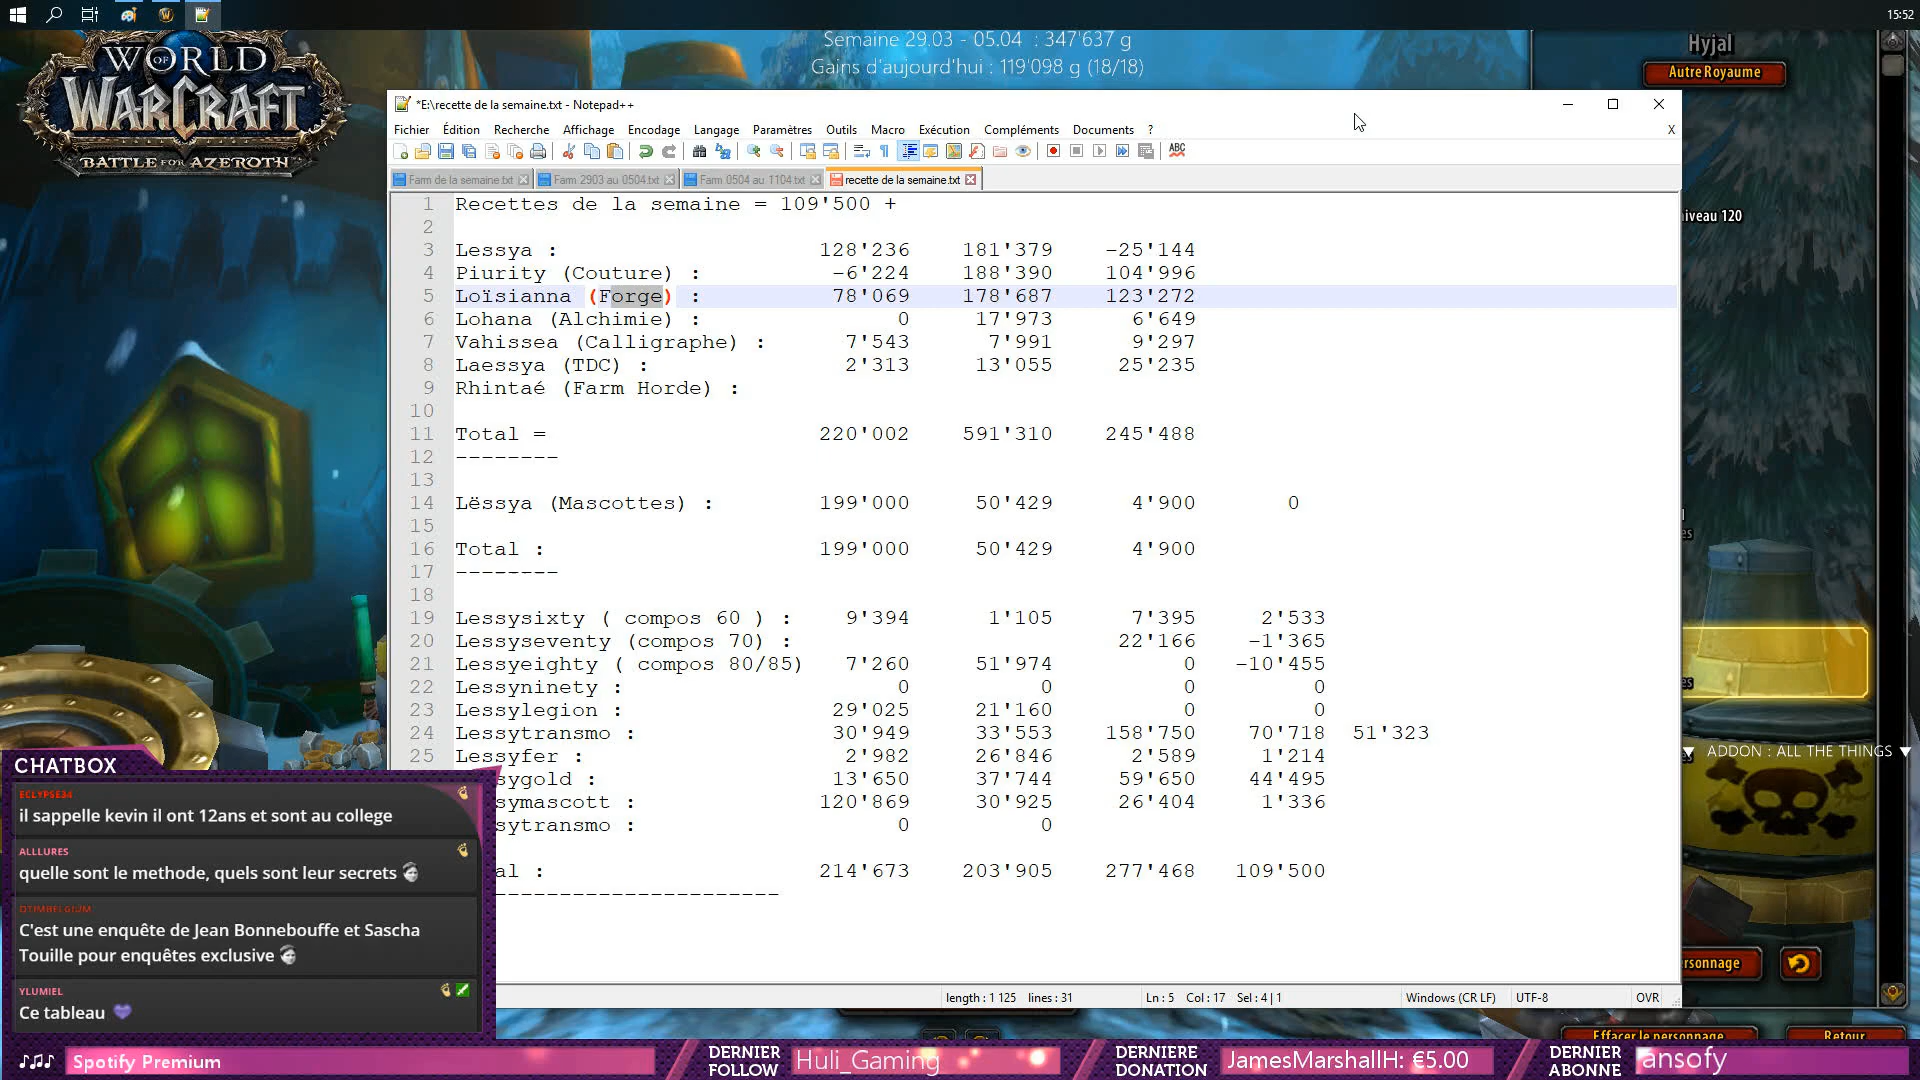 15:52
WORLD
OF
WARCRAFT
BATTLE FOR AZEROTH
Semaine 29.03 - 05.04 : 347'637 g
Gains d'aujourd'hui : 119'098 g (18/18)
Hyjal
Autre Royaume
*E:\recette de la semaine.txt - Notepad++
Fichier Édition Recherche Affichage Encodage Langage Paramètres Outils Macro Exécution Compléments Documents ? X
Farm de la semaine.txt Farm 2903 au 0504.txt Farm 0504 au 1104.txt recette de la semaine.txt
1 Recettes de la semaine = 109'500 +
2
3 Lessya : 128'236 181'379 -25'144
4 Piurity (Couture) : -6'224 188'390 104'996
5 Loïsianna (Forge) : 78'069 178'687 123'272
6 Lohana (Alchimie) : 0 17'973 6'649
7 Vahissea (Calligraphe) : 7'543 7'991 9'297
8 Laessya (TDC) : 2'313 13'055 25'235
9 Rhintaé (Farm Horde) :
10
11 Total = 220'002 591'310 245'488
12 --------
13
14 Lëssya (Mascottes) : 199'000 50'429 4'900 0
15
16 Total : 199'000 50'429 4'900
17 --------
18
19 Lessysixty ( compos 60 ) : 9'394 1'105 7'395 2'533
20 Lessyseventy (compos 70) : 22'166 -1'365
21 Lessyeighty ( compos 80/85) 7'260 51'974 0 -10'455
22 Lessyninety : 0 0 0 0
23 Lessylegion : 29'025 21'160 0 0
24 Lessytransmo : 30'949 33'553 158'750 70'718 51'323
25 Lessyfer : 2'982 26'846 2'589 1'214
sygold : 13'650 37'744 59'650 44'495
symascott : 120'869 30'925 26'404 1'336
sytransmo : 0 0
al : 214'673 203'905 277'468 109'500
iveau 120
ADDON : ALL THE THINGS
length : 1 125 lines : 31 Ln : 5 Col : 17 Sel : 4 | 1 Windows (CR LF) UTF-8 OVR
CHATBOX
ECLYPSE34
il sappelle kevin il ont 12ans et sont au college
ALLLURES
quelle sont le methode, quels sont leur secrets
DTIMBELGIUM
C'est une enquête de Jean Bonnebouffe et Sascha
Touille pour enquêtes exclusive
YLUMIEL
Ce tableau
rsonnage
Effacer le personnage
Retour
Spotify Premium
DERNIER
FOLLOW
Huli_Gaming
DERNIERE
DONATION
JamesMarshallH: €5.00
DERNIER
ABONNE
ansofy